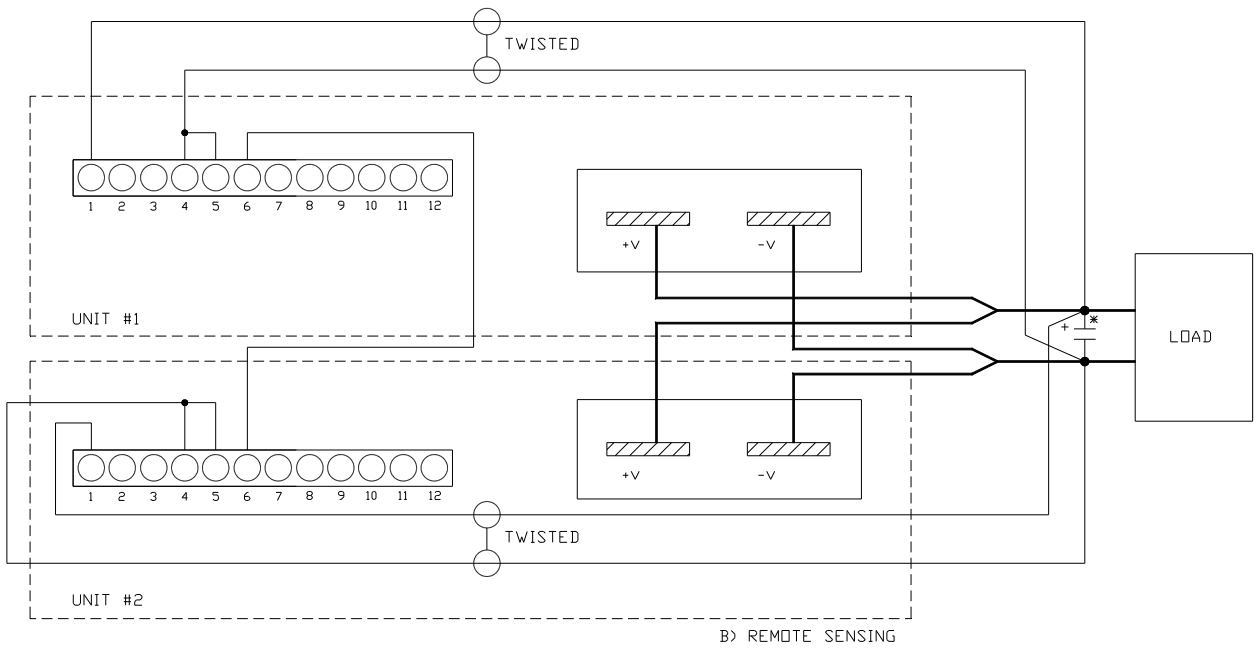 TWISTED
1 2 3 4 5 6 7 8 9 10 11 12
+V -V
UNIT #1
+ *
LOAD
1 2 3 4 5 6 7 8 9 10 11 12
+V -V
TWISTED
UNIT #2
B) REMOTE SENSING